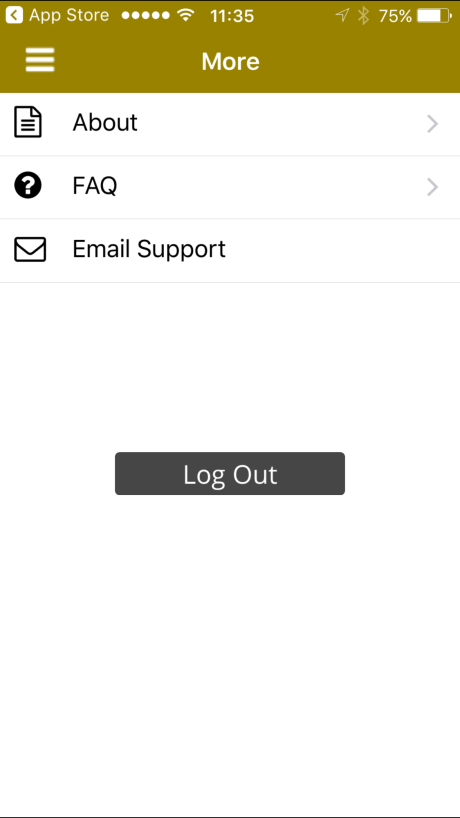 App Store 11:35 75%
More
About
FAQ
Email Support
Log Out